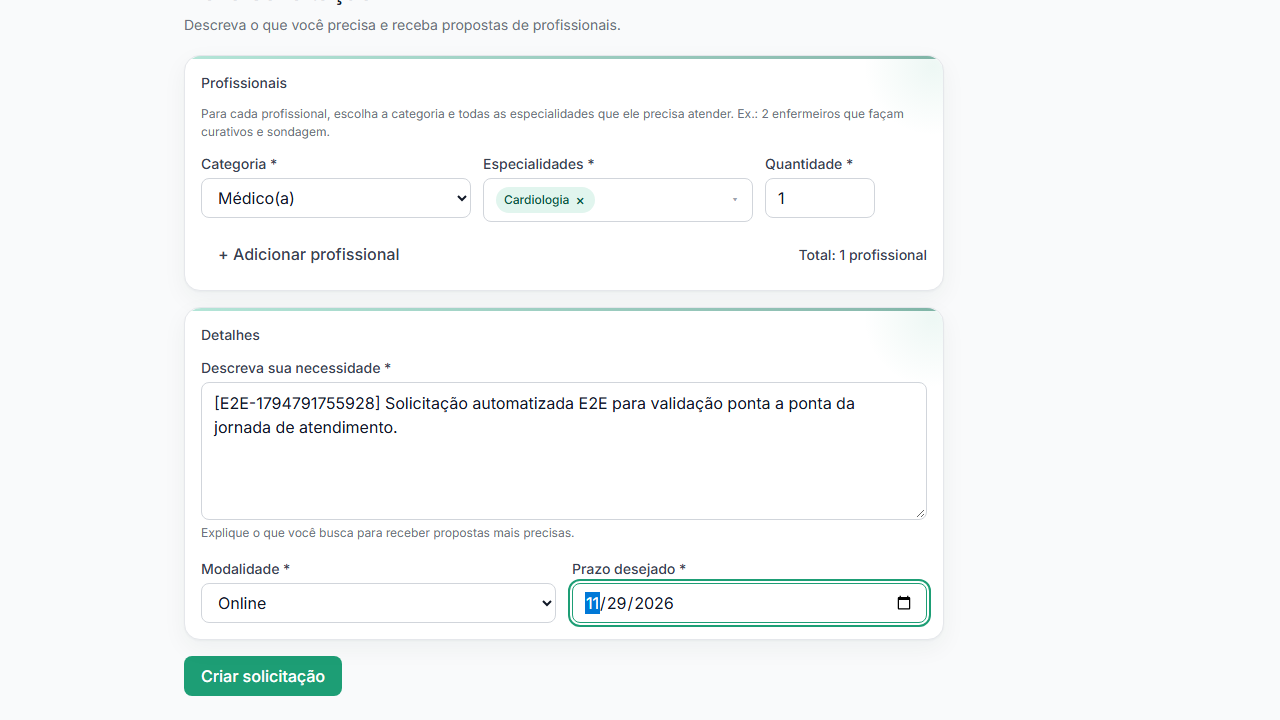 Descreva o que você precisa e receba propostas de profissionais.
Profissionais
Para cada profissional, escolha a categoria e todas as especialidades que ele precisa atender. Ex.: 2 enfermeiros que façam
curativos e sondagem.
Categoria *
Especialidades *
Quantidade *
Médico(a)
Cardiologia ×
1
+ Adicionar profissional
Total: 1 profissional
Detalhes
Descreva sua necessidade *
[E2E-1794791755928] Solicitação automatizada E2E para validação ponta a ponta da
jornada de atendimento.
Explique o que você busca para receber propostas mais precisas.
Modalidade *
Prazo desejado *
Online
11/29/2026
Criar solicitação